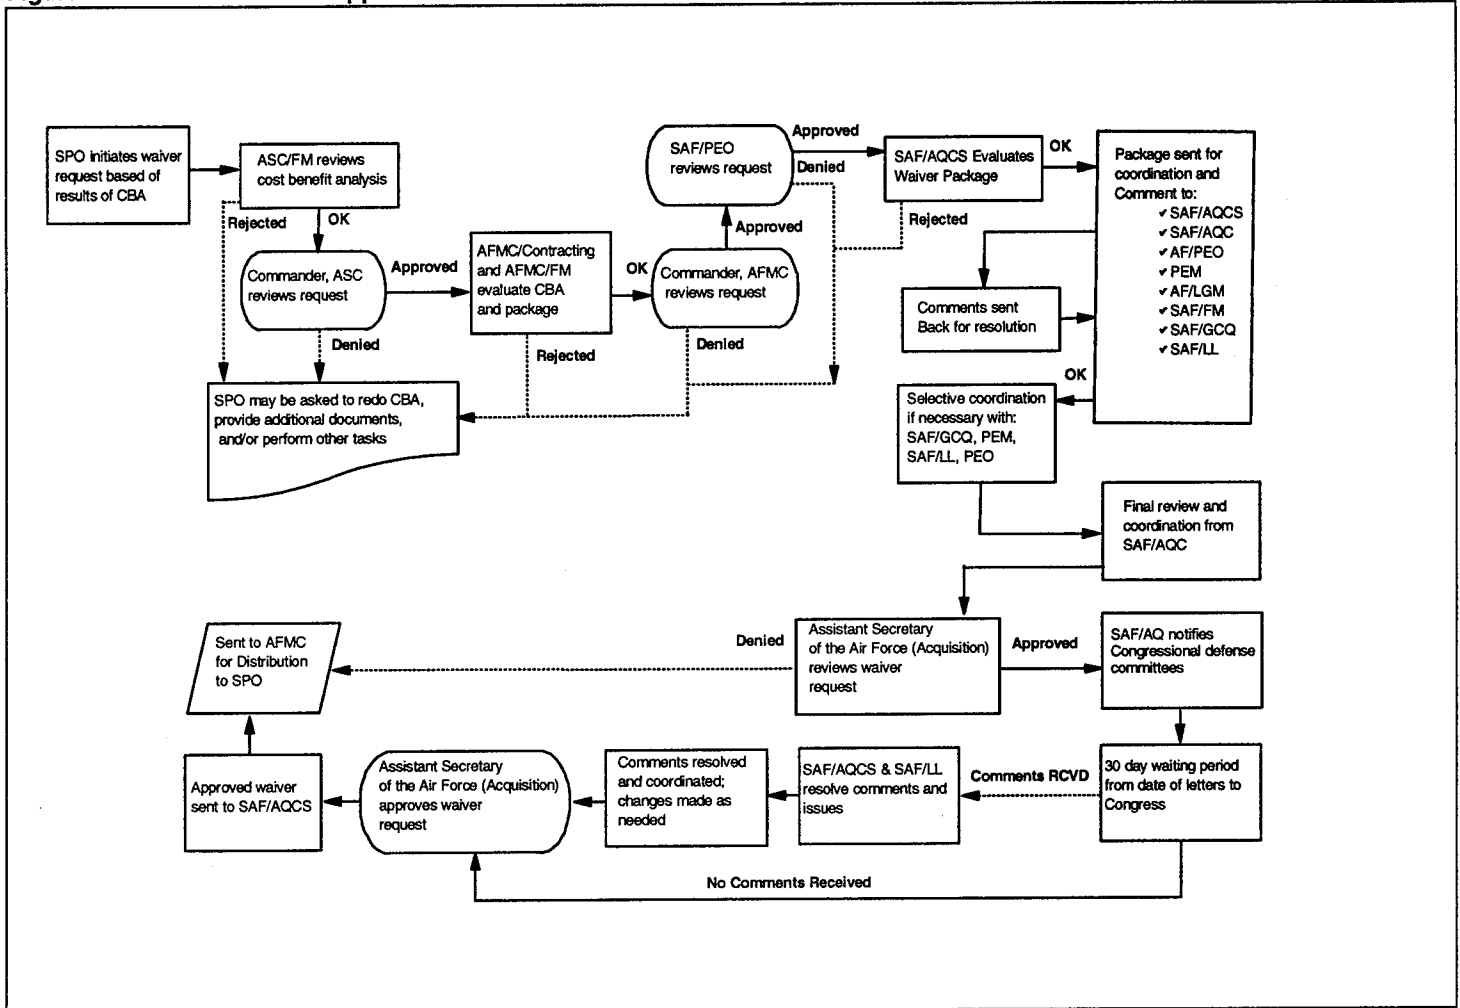 SPO initiates waiver
request based of
results of CBA
ASC/FM reviews
cost benefit analysis
Rejected
OK
Commander, ASC
reviews request
Approved
Denied
AFMC/Contracting
and AFMC/FM
evaluate CBA
and package
OK
Rejected
Commander, AFMC
reviews request
Approved
Denied
SAF/PEO
reviews request
Approved
Denied
SAF/AQCS Evaluates
Waiver Package
OK
Rejected
Package sent for
coordination and
Comment to:
✓ SAF/AQCS
✓ SAF/AQC
✓ AF/PEO
✓ PEM
✓ AF/LGM
✓ SAF/FM
✓ SAF/GCQ
✓ SAF/LL
Comments sent
Back for resolution
OK
SPO may be asked to redo CBA,
provide additional documents,
and/or perform other tasks
Selective coordination
if necessary with:
SAF/GCQ, PEM,
SAF/LL, PEO
Final review and
coordination from
SAF/AQC
Assistant Secretary
of the Air Force (Acquisition)
reviews waiver
request
Denied
Approved
Sent to AFMC
for Distribution
to SPO
SAF/AQ notifies
Congressional defense
committees
30 day waiting period
from date of letters to
Congress
Comments RCVD
SAF/AQCS & SAF/LL
resolve comments and
issues
Comments resolved
and coordinated;
changes made as
needed
Assistant Secretary
of the Air Force (Acquisition)
approves waiver
request
Approved waiver
sent to SAF/AQCS
No Comments Received